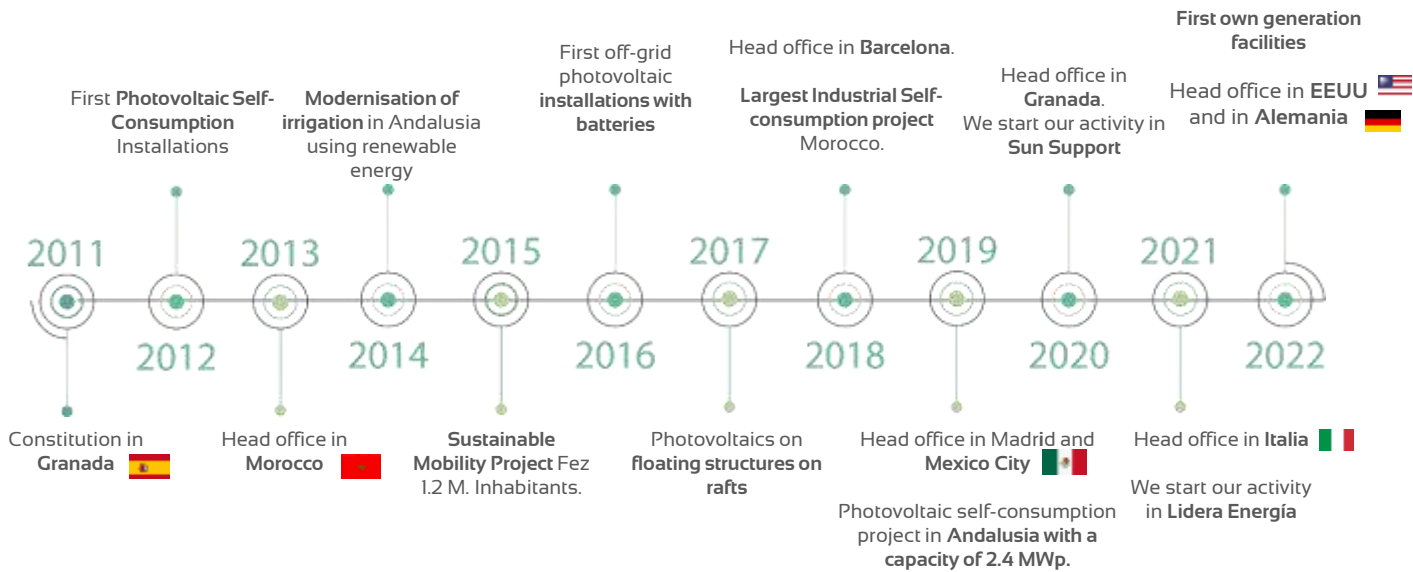 First Photovoltaic Self-
Consumption
Installations
Modernisation of
irrigation in Andalusia
using renewable
energy
First off-grid
photovoltaic
installations with
batteries
Head office in Barcelona.
Largest Industrial Self-
consumption project
Morocco.
Head office in
Granada.
We start our activity in
Sun Support
First own generation
facilities
Head office in EEUU
and in Alemania
2011
2012
2013
2014
2015
2016
2017
2018
2019
2020
2021
2022
Constitution in
Granada
Head office in
Morocco
Sustainable
Mobility Project Fez
1.2 M. Inhabitants.
Photovoltaics on
floating structures on
rafts
Head office in Madrid and
Mexico City
Photovoltaic self-consumption
project in Andalusia with a
capacity of 2.4 MWp.
Head office in Italia
We start our activity
in Lidera Energía